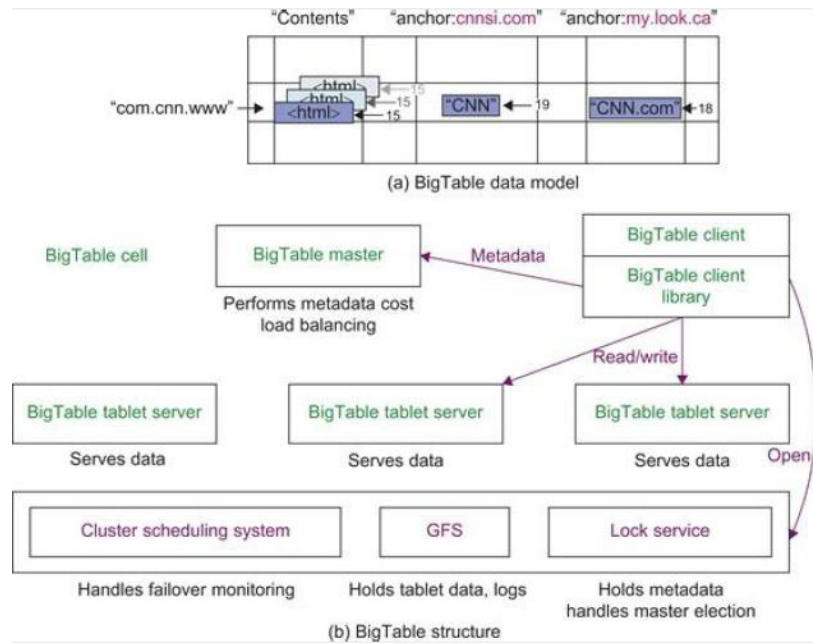 "Contents" "anchor:cnnsi.com" "anchor:my.look.ca"
<html> 15
<html> 15
"com.cnn.www" <html> 15 "CNN" 19 "CNN.com" 18
(a) BigTable data model
BigTable client
BigTable cell BigTable master Metadata
BigTable client
library
Performs metadata cost
load balancing
Read/write
BigTable tablet server BigTable tablet server BigTable tablet server
Serves data Serves data Serves data
Open
Cluster scheduling system GFS Lock service
Handles failover monitoring Holds tablet data, logs Holds metadata
handles master election
(b) BigTable structure